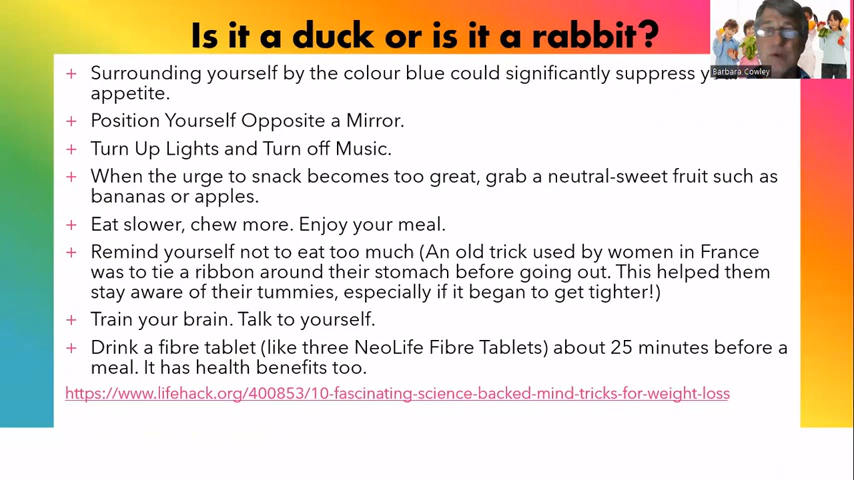 Is it a duck or is it a rabbit?
Barbara Cowley
+ Surrounding yourself by the colour blue could significantly suppress
appetite.
+ Position Yourself Opposite a Mirror.
+ Turn Up Lights and Turn off Music.
+ When the urge to snack becomes too great, grab a neutral-sweet fruit such as
bananas or apples.
+ Eat slower, chew more. Enjoy your meal.
+ Remind yourself not to eat too much (An old trick used by women in France
was to tie a ribbon around their stomach before going out. This helped them
stay aware of their tummies, especially if it began to get tighter!)
+ Train your brain. Talk to yourself.
+ Drink a fibre tablet (like three NeoLife Fibre Tablets) about 25 minutes before a
meal. It has health benefits too.
https://www.lifehack.org/400853/10-fascinating-science-backed-mind-tricks-for-weight-loss